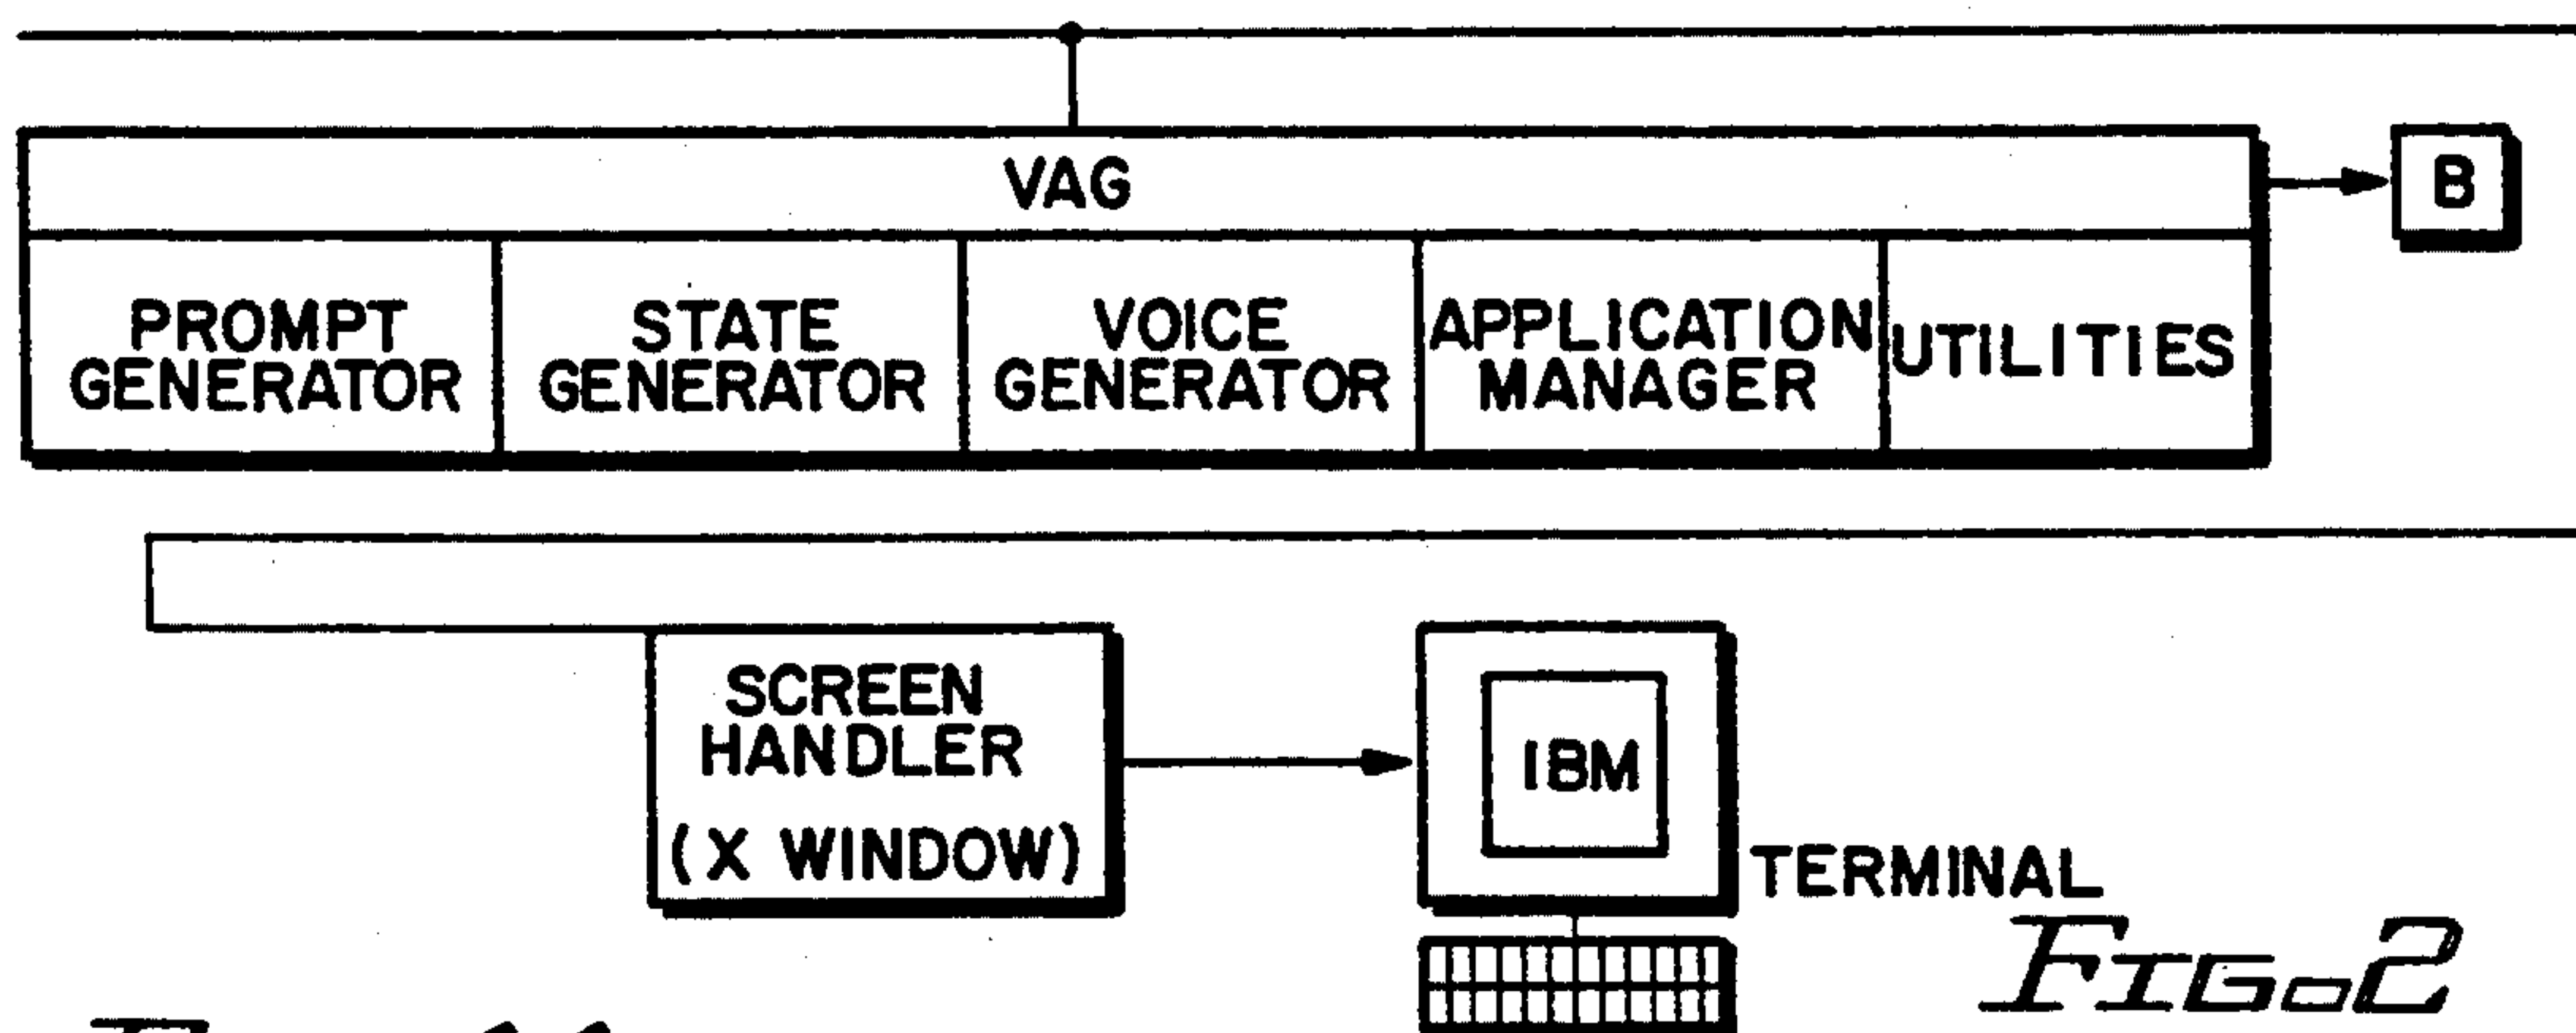 VAG
B
PROMPT
GENERATOR
STATE
GENERATOR
VOICE
GENERATOR
APPLICATION
MANAGER
UTILITIES
SCREEN
HANDLER
(X WINDOW)
IBM
TERMINAL
FIG. 2